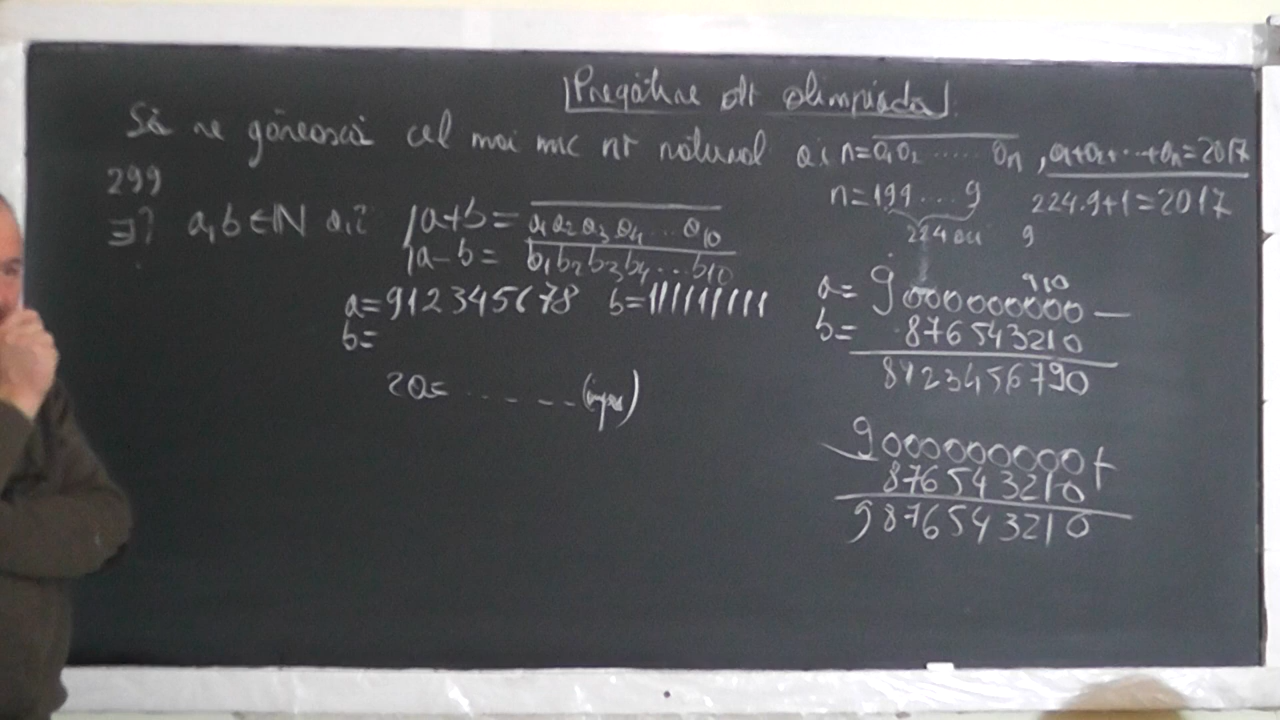 Pregătire olimpiadă
Să se găsească cel mai mic nr natural a.î. n=a₁a₂.....aₙ, a₁+a₂+...+aₙ=2017
299
n=199...9 224·9+1=2017
224 9
∃? a,b∈ℕ a.î. a+b= a₁a₂a₃a₄...a₁₀
a-b= b₁b₂b₃b₄...b₁₀
a=912345678 b=111111111
b=
2a=.....
910
a= 9000000000 -
b= 876543210
8123456790
9000000000+
876543210
9876543210